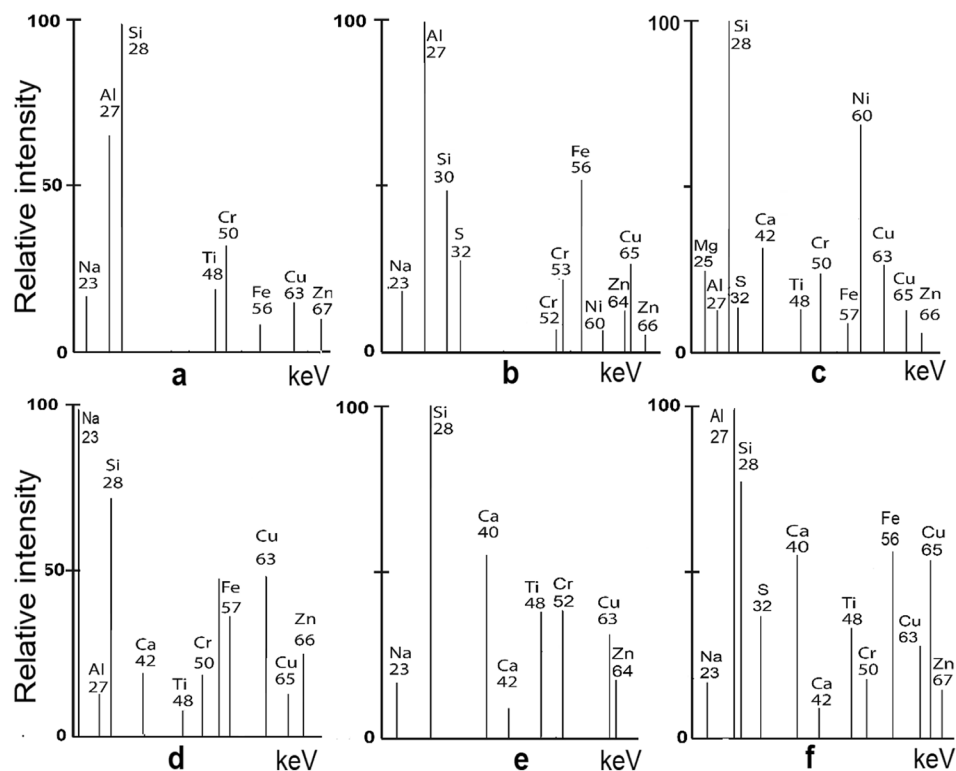 Relative intensity
100
50
0
Na
23
Al
27
Si
28
Ti
48
Cr
50
Fe
56
Cu
63
Zn
67
a
keV
100
0
Na
23
Al
27
Si
30
S
32
Cr
52
Cr
53
Fe
56
Ni
60
Zn
64
Cu
65
Zn
66
b
keV
100
50
0
Mg
25
Al
27
Si
28
S
32
Ca
42
Ti
48
Cr
50
Fe
57
Ni
60
Cu
63
Cu
65
Zn
66
c
keV
Relative intensity
100
50
0
Na
23
Al
27
Si
28
Ca
42
Ti
48
Cr
50
Fe
57
Cu
63
Cu
65
Zn
66
d
keV
100
50
0
Na
23
Si
28
Ca
40
Ca
42
Ti
48
Cr
52
Cu
63
Zn
64
e
keV
100
50
0
Na
23
Al
27
Si
28
S
32
Ca
40
Ca
42
Ti
48
Cr
50
Fe
56
Cu
63
Cu
65
Zn
67
f
keV